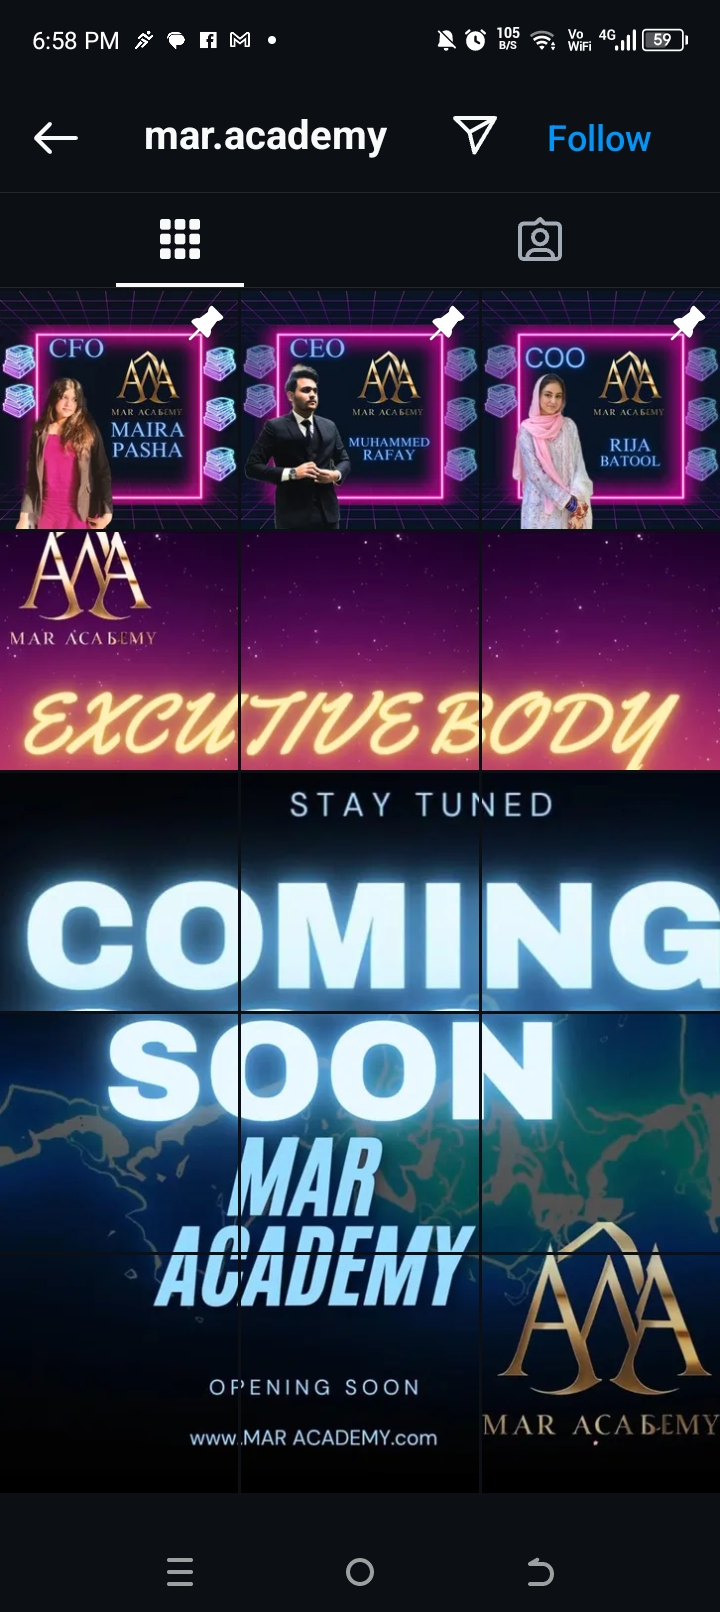 6:58 PM
105
B/S
Vo
WiFi
4G
59
mar.academy
Follow
CFO
MAR ACADEMY
MAIRA
PASHA
CEO
MAR ACADEMY
MUHAMMED
RAFAY
COO
MAR ACADEMY
RIJA
BATOOL
MAR ACADEMY
EXCUTIVE BODY
STAY TUNED
COMING
SOON
MAR
ACADEMY
OPENING SOON
www.MAR ACADEMY.com
MAR ACADEMY